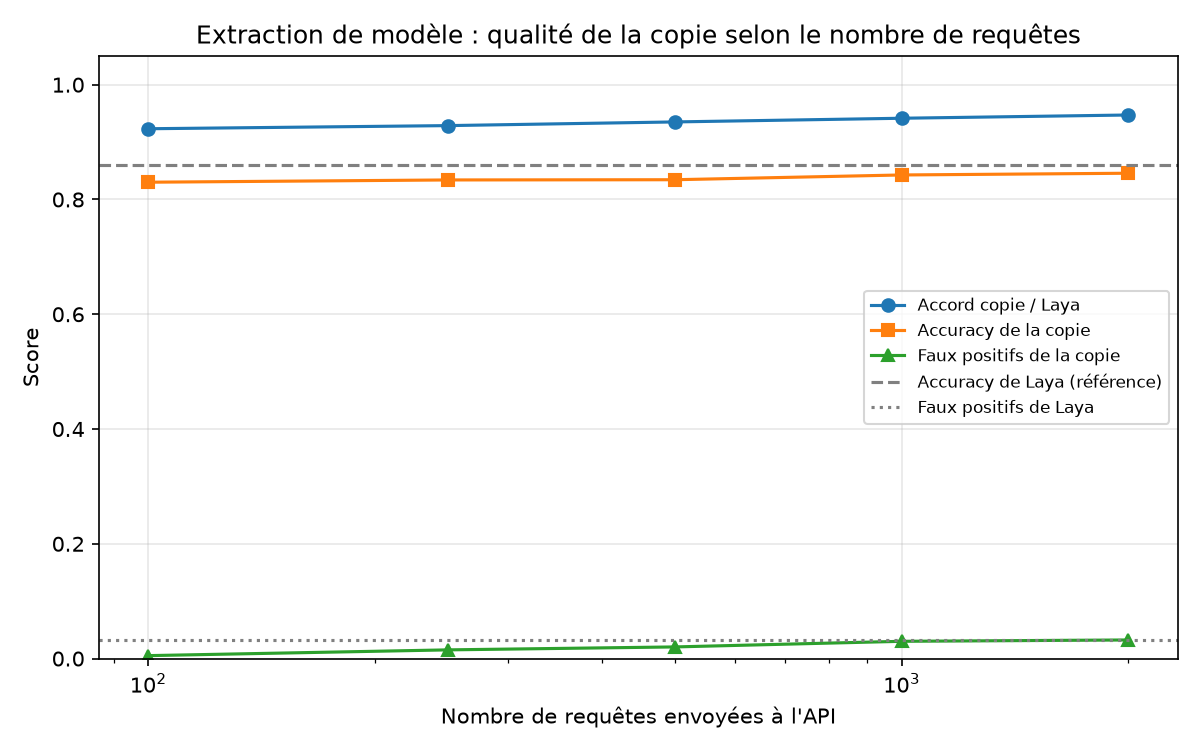 Extraction de modèle : qualité de la copie selon le nombre de requêtes
1.0
0.8
0.6
0.4
0.2
0.0
Score
Accord copie / Laya
Accuracy de la copie
Faux positifs de la copie
Accuracy de Laya (référence)
Faux positifs de Laya
10²
10³
Nombre de requêtes envoyées à l'API